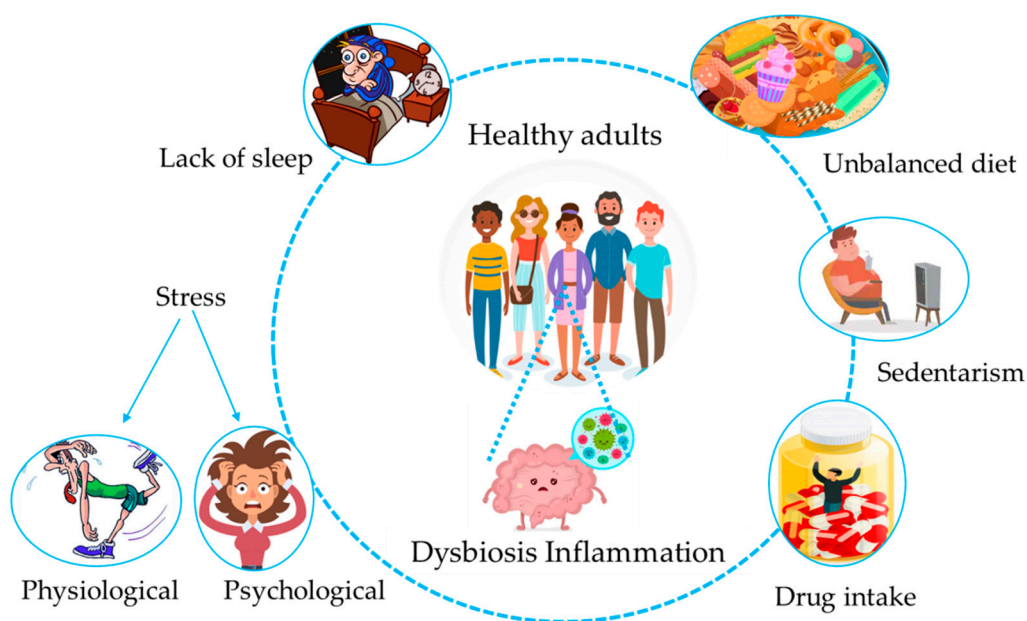 Healthy adults
Lack of sleep
Unbalanced diet
Stress
Sedentarism
Dysbiosis Inflammation
Physiological
Psychological
Drug intake